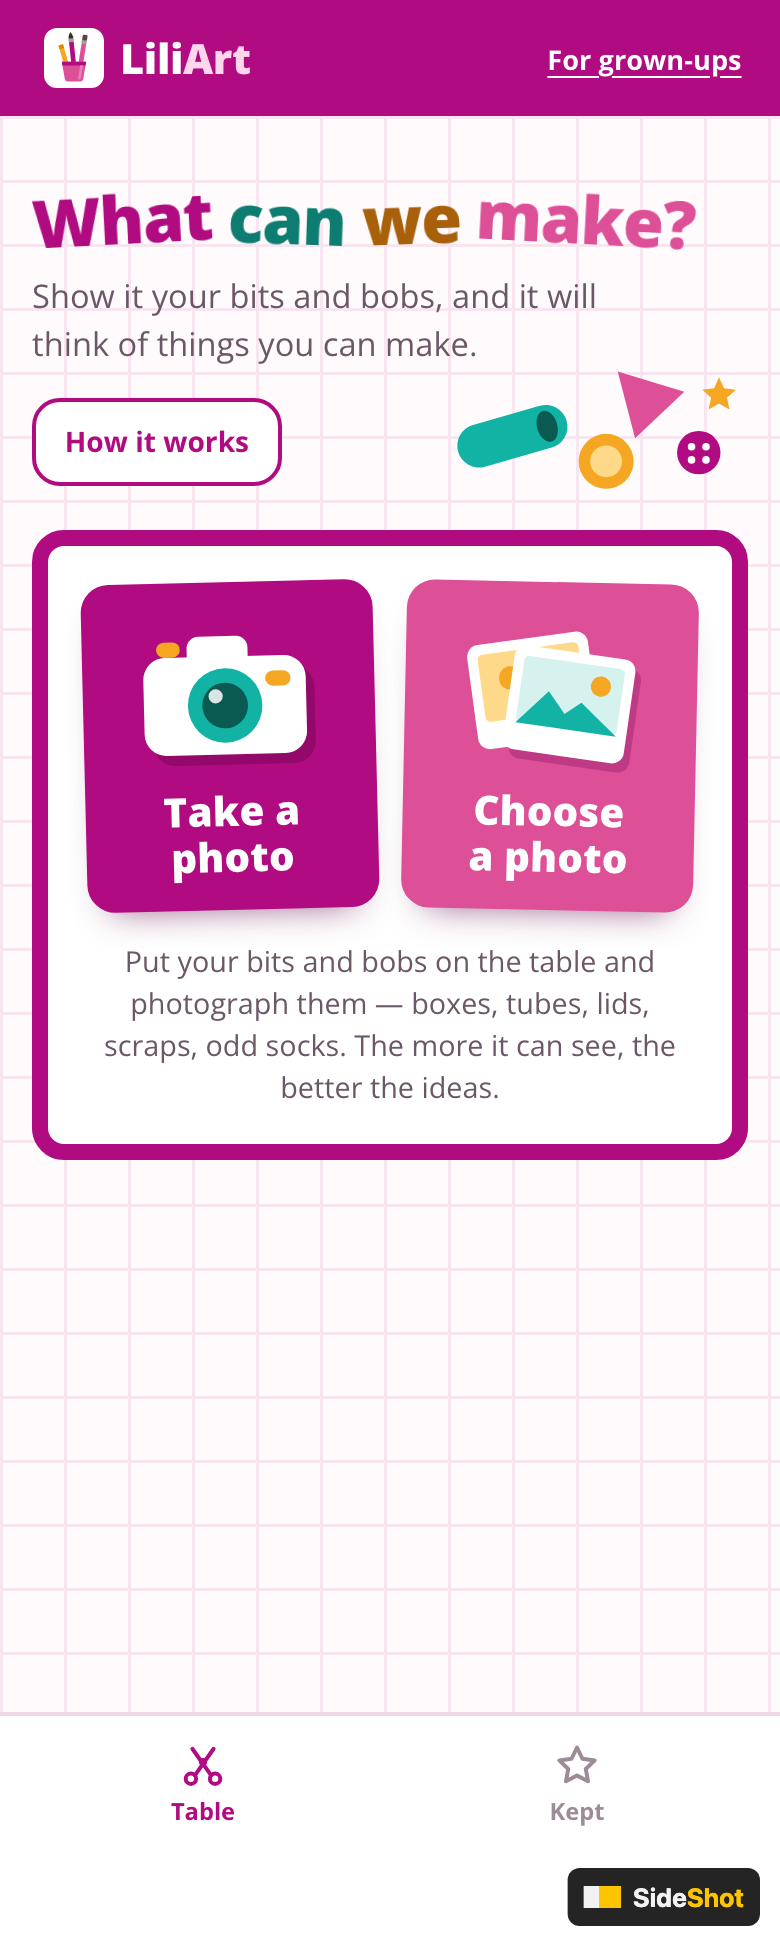 LiliArt
For grown-ups
What can we make?
Show it your bits and bobs, and it will
think of things you can make.
How it works
Take a
photo
Choose
a photo
Put your bits and bobs on the table and
photograph them — boxes, tubes, lids,
scraps, odd socks. The more it can see, the
better the ideas.
Table
Kept
SideShot